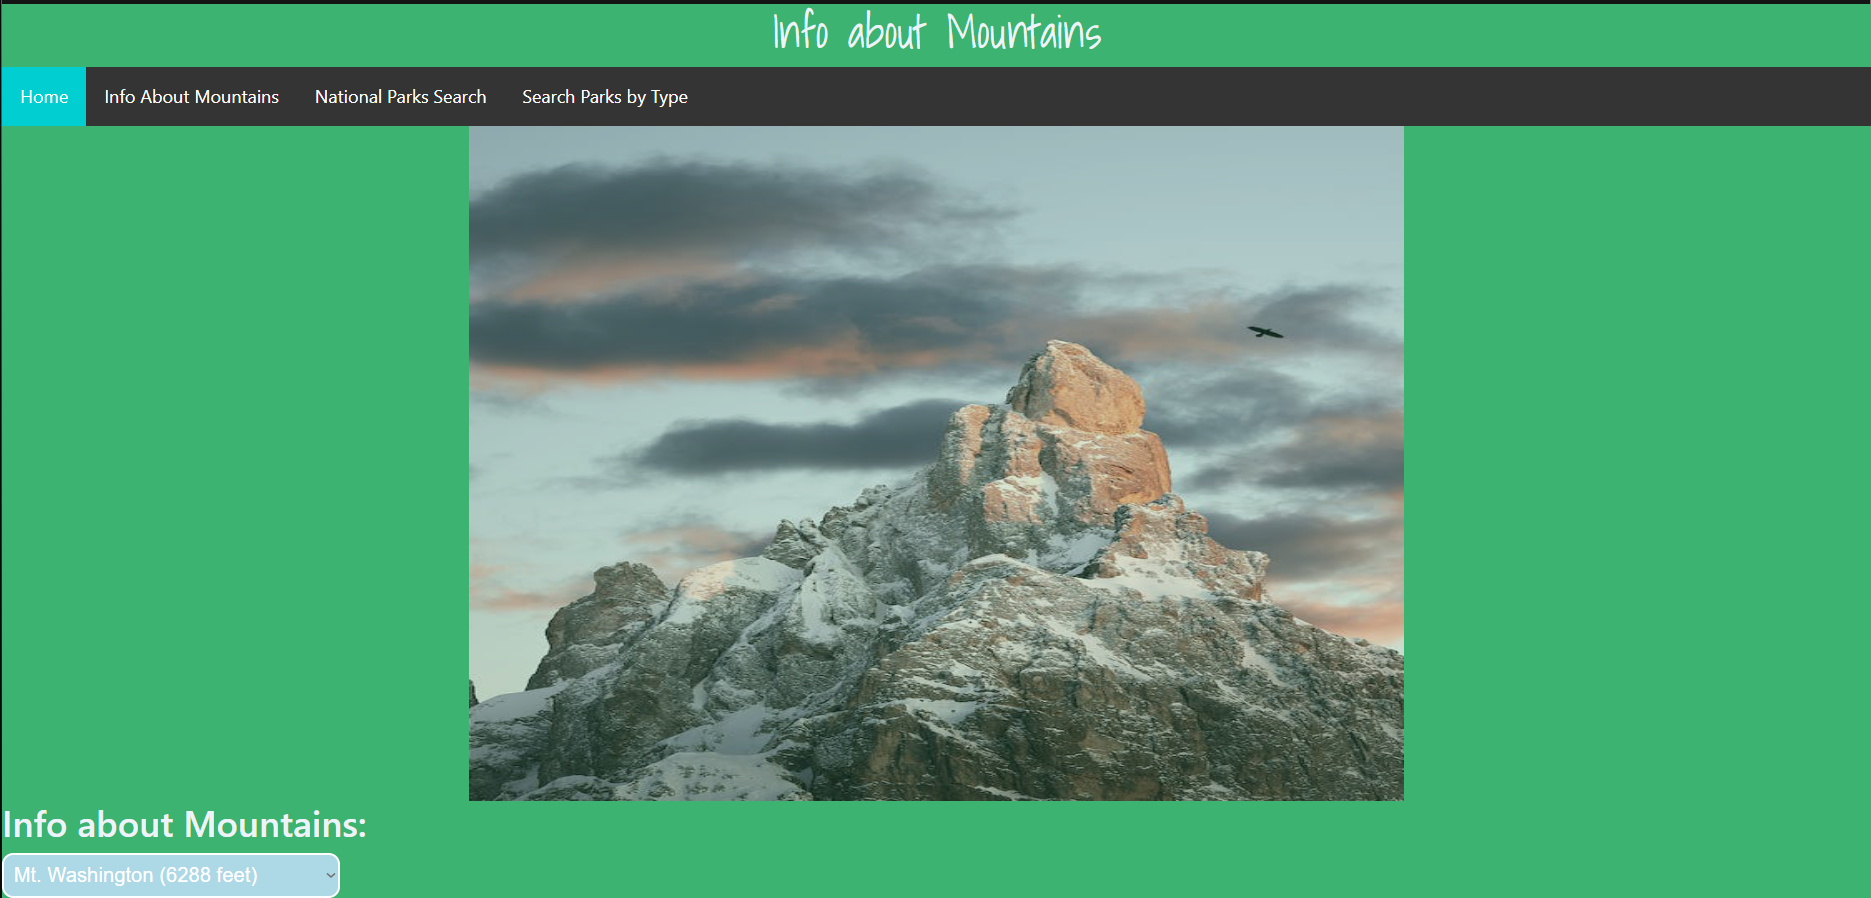 Info about Mountains
Home Info About Mountains National Parks Search Search Parks by Type
Info about Mountains:
Mt. Washington (6288 feet)